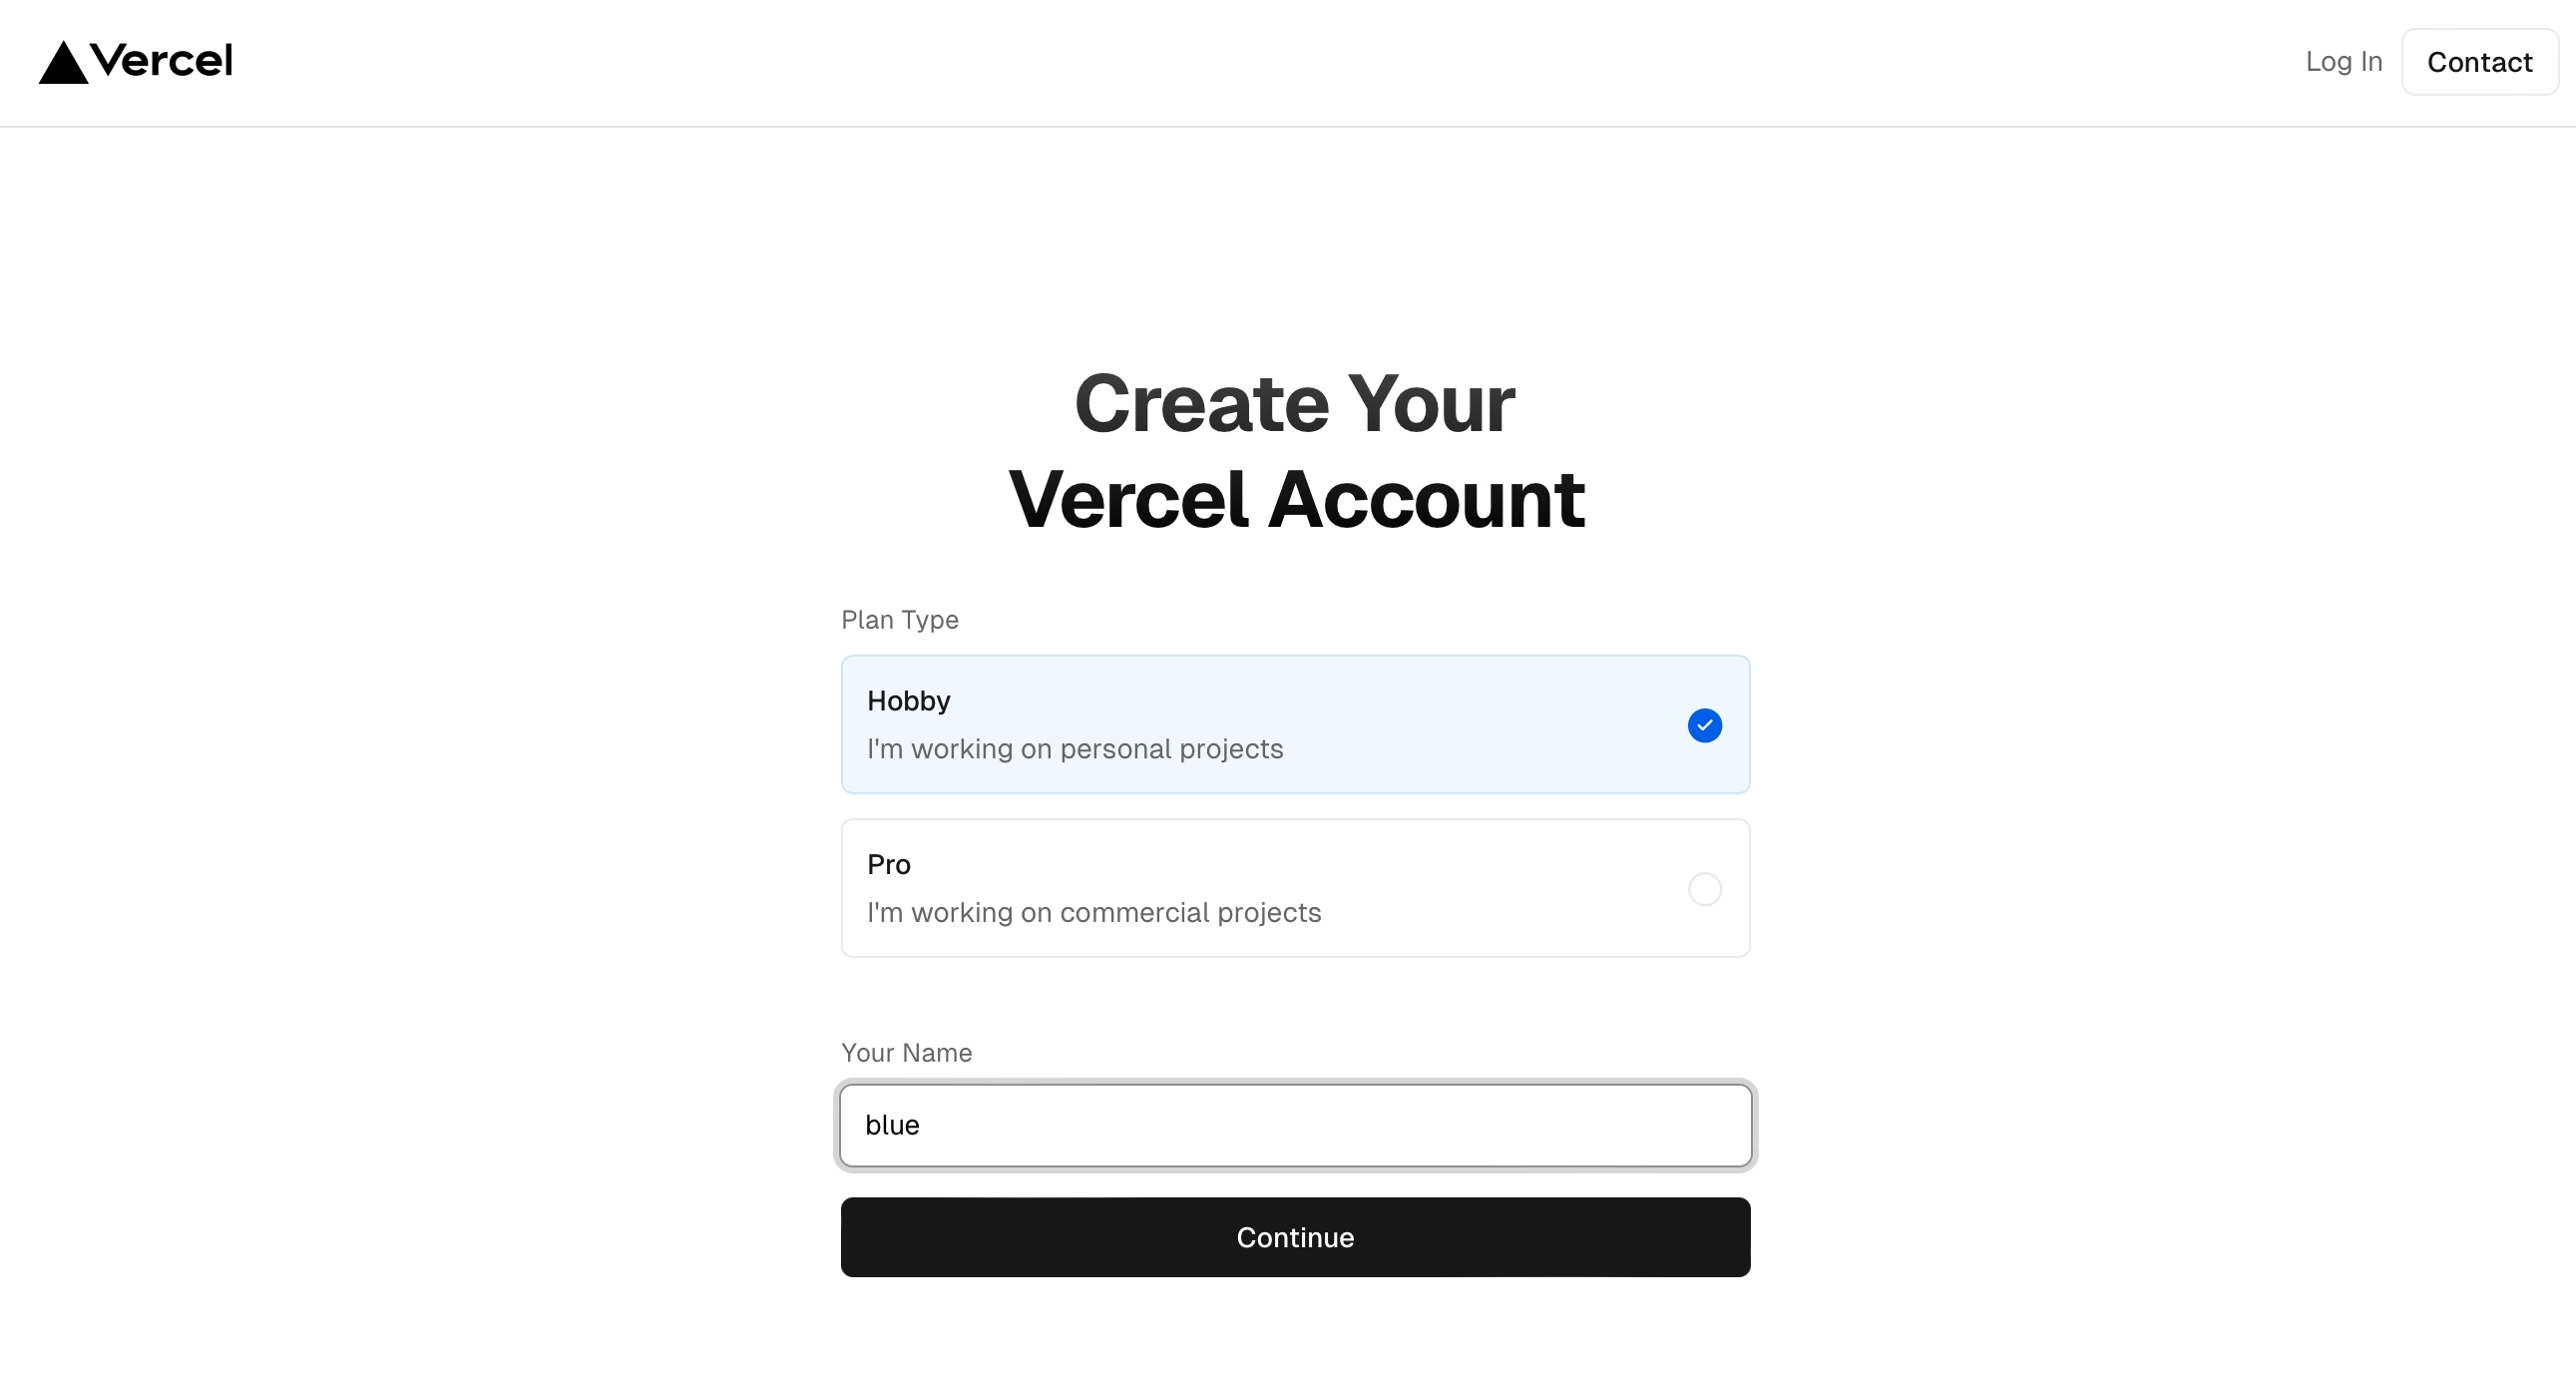 Vercel
Log In
Contact
Create Your
Vercel Account
Plan Type
Hobby
I'm working on personal projects
Pro
I'm working on commercial projects
Your Name
blue
Continue